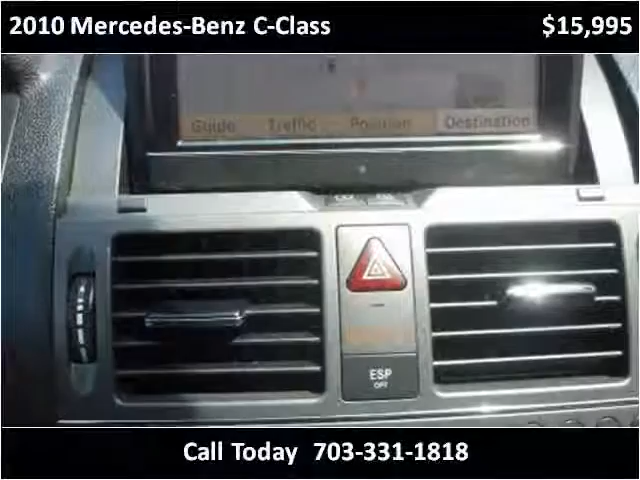 2010 Mercedes-Benz C-Class $15,995
Guide Traffic Position Destination
ESP
OFF
Call Today 703-331-1818